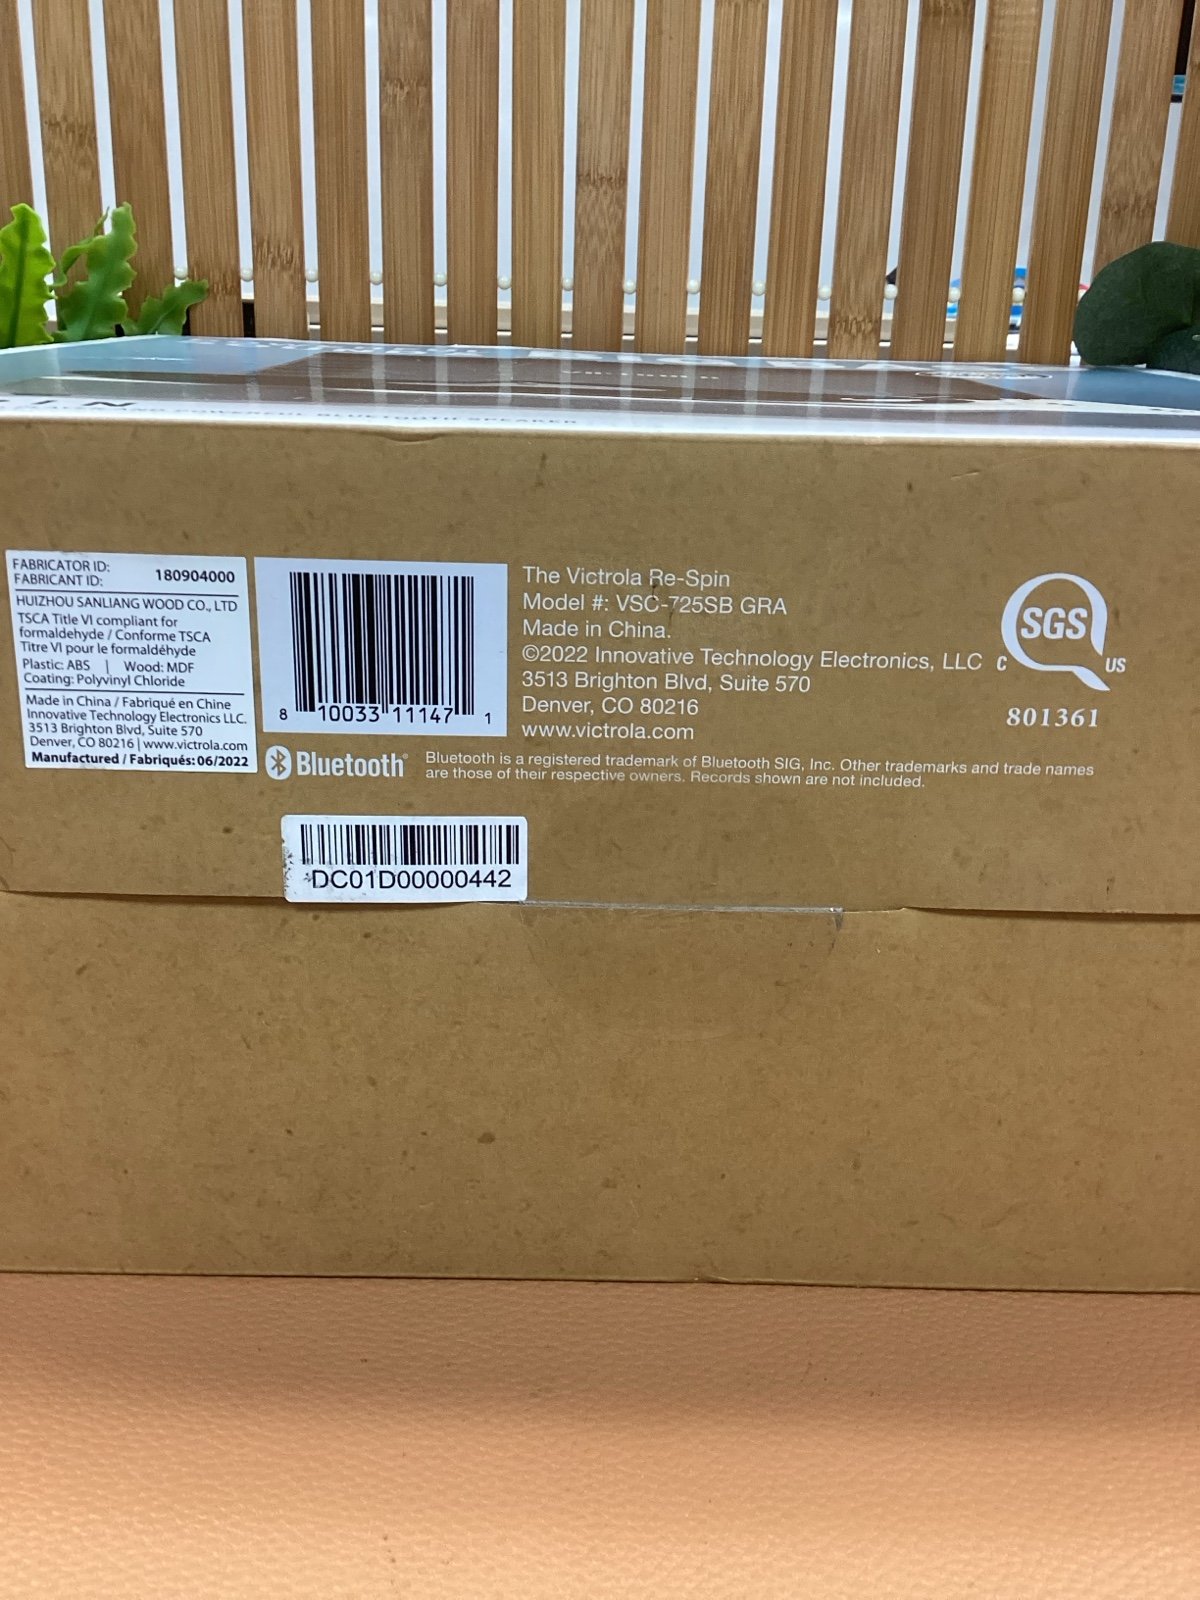 FABRICATOR ID:
FABRICANT ID: 180904000
HUIZHOU SANLIANG WOOD CO., LTD
TSCA Title VI compliant for
formaldehyde / Conforme TSCA
Titre VI pour le formaldéhyde
Plastic: ABS | Wood: MDF
Coating: Polyvinyl Chloride
Made in China / Fabriqué en Chine
Innovative Technology Electronics LLC.
3513 Brighton Blvd, Suite 570
Denver, CO 80216 | www.victrola.com
Manufactured / Fabriqués: 06/2022
8 10033 11147 1
The Victrola Re-Spin
Model #: VSC-725SB GRA
Made in China.
©2022 Innovative Technology Electronics, LLC
3513 Brighton Blvd, Suite 570
Denver, CO 80216
www.victrola.com
C SGS US
801361
Bluetooth®
Bluetooth is a registered trademark of Bluetooth SIG, Inc. Other trademarks and trade names
are those of their respective owners. Records shown are not included.
DC01D00000442